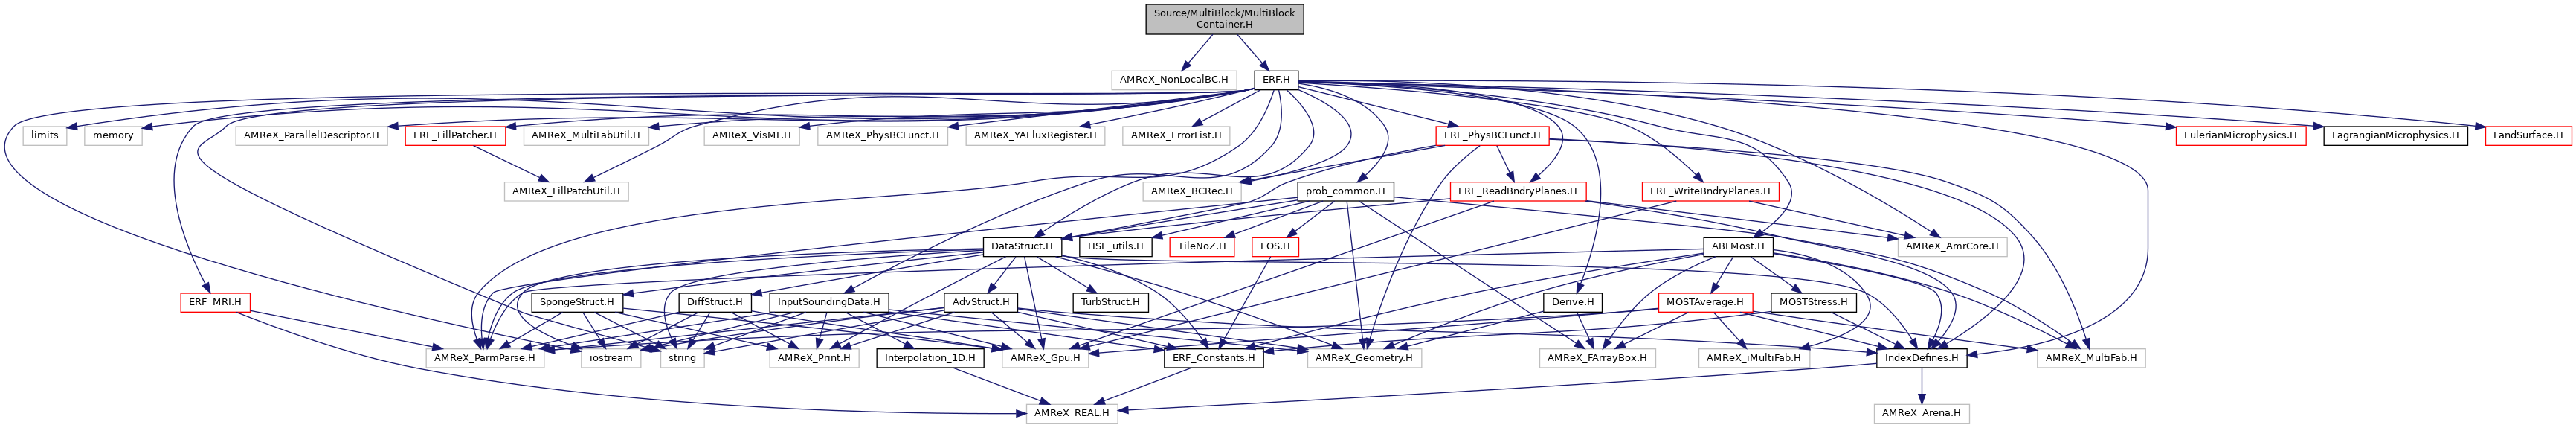 Source/MultiBlock/MultiBlock
Container.H
AMReX_NonLocalBC.H
ERF.H
limits
memory
AMReX_ParallelDescriptor.H
ERF_FillPatcher.H
AMReX_MultiFabUtil.H
AMReX_VisMF.H
AMReX_PhysBCFunct.H
AMReX_YAFluxRegister.H
AMReX_ErrorList.H
ERF_PhysBCFunct.H
EulerianMicrophysics.H
LagrangianMicrophysics.H
LandSurface.H
AMReX_FillPatchUtil.H
AMReX_BCRec.H
prob_common.H
ERF_ReadBndryPlanes.H
ERF_WriteBndryPlanes.H
DataStruct.H
HSE_utils.H
TileNoZ.H
EOS.H
ABLMost.H
AMReX_AmrCore.H
ERF_MRI.H
SpongeStruct.H
DiffStruct.H
InputSoundingData.H
AdvStruct.H
TurbStruct.H
Derive.H
MOSTAverage.H
MOSTStress.H
AMReX_ParmParse.H
iostream
string
AMReX_Print.H
Interpolation_1D.H
AMReX_Gpu.H
ERF_Constants.H
AMReX_Geometry.H
AMReX_FArrayBox.H
AMReX_iMultiFab.H
IndexDefines.H
AMReX_MultiFab.H
AMReX_REAL.H
AMReX_Arena.H